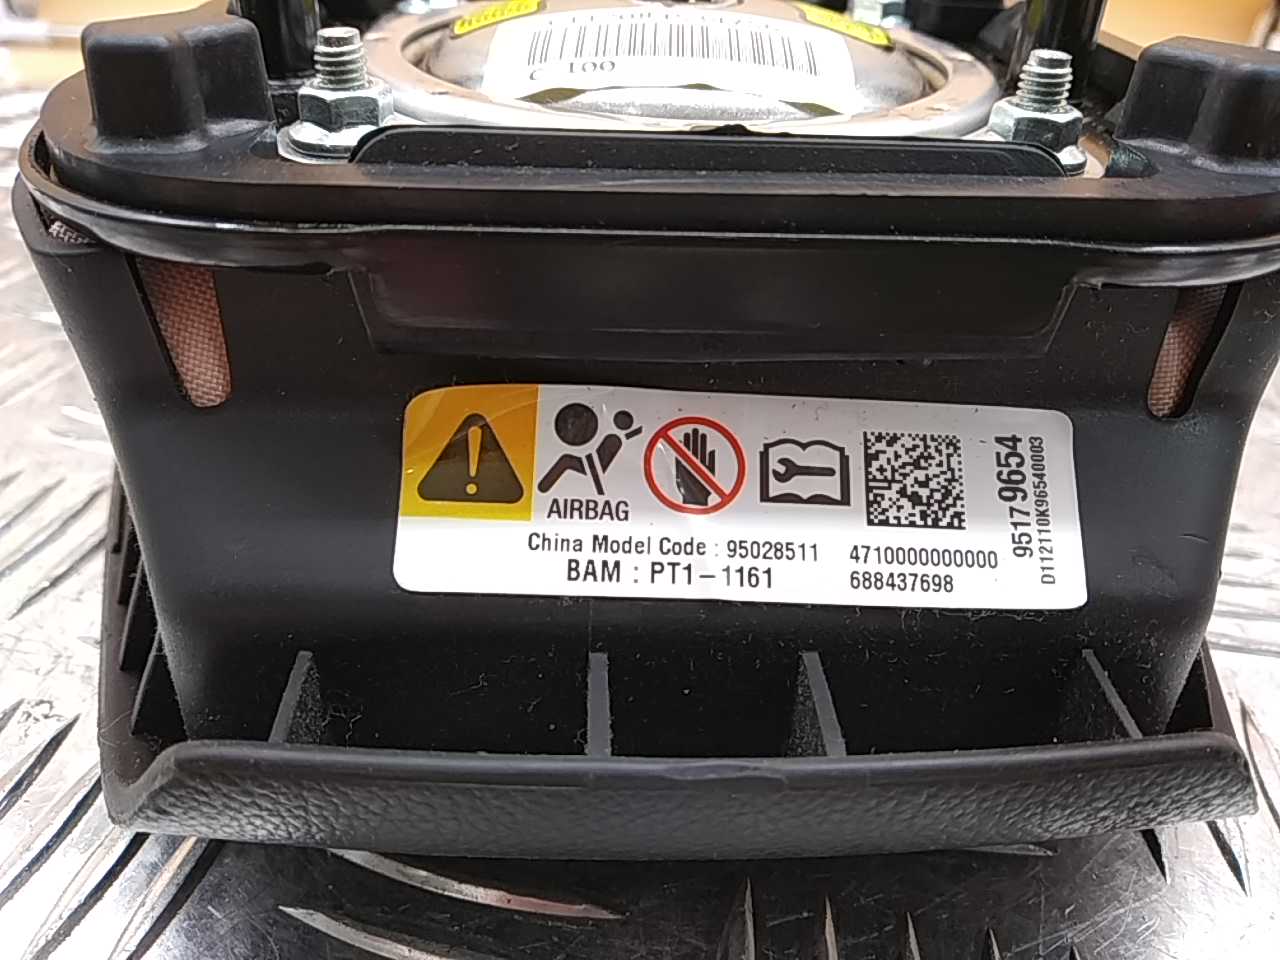 AIRBAG
China Model Code : 95028511
BAM : PT1-1161
4710000000000
688437698
95179654
D112110K96540003